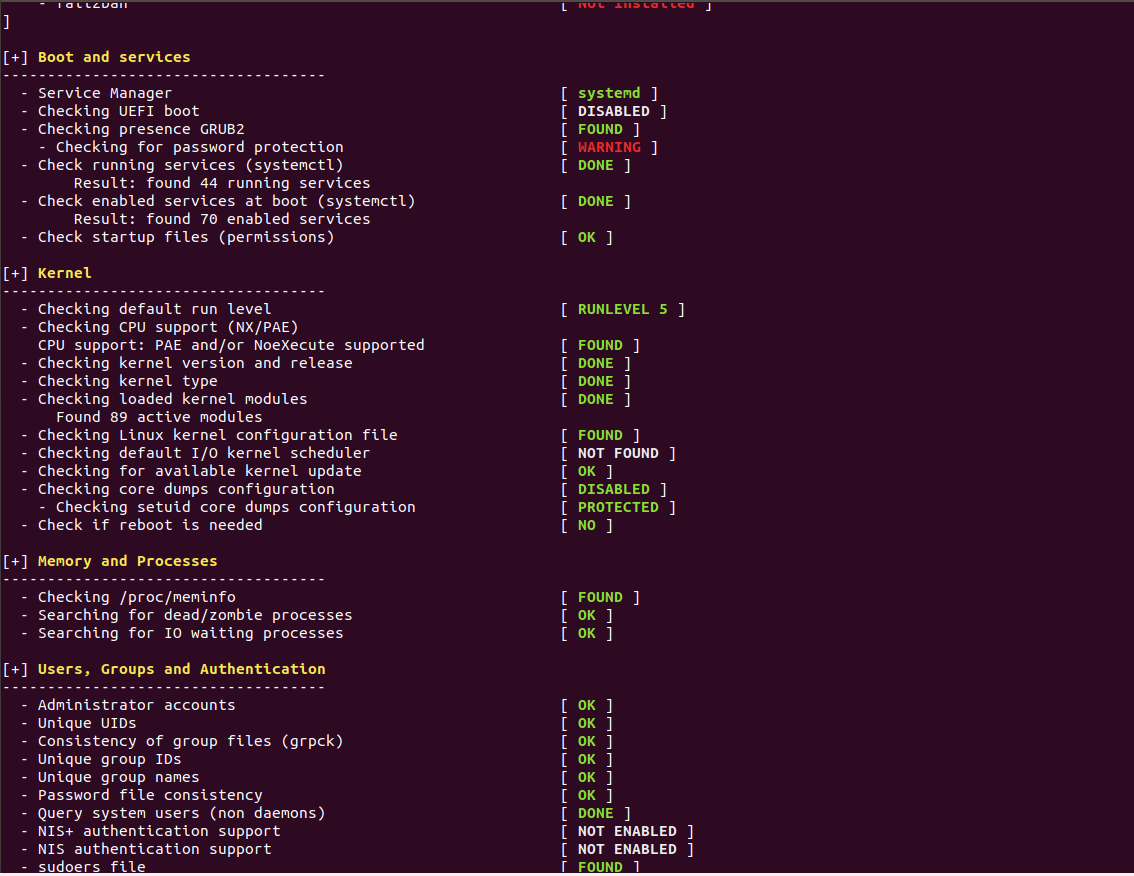 - fail2ban [ Not Installed ]
]
[+] Boot and services
------------------------------------
- Service Manager [ systemd ]
- Checking UEFI boot [ DISABLED ]
- Checking presence GRUB2 [ FOUND ]
- Checking for password protection [ WARNING ]
- Check running services (systemctl) [ DONE ]
Result: found 44 running services
- Check enabled services at boot (systemctl) [ DONE ]
Result: found 70 enabled services
- Check startup files (permissions) [ OK ]
[+] Kernel
------------------------------------
- Checking default run level [ RUNLEVEL 5 ]
- Checking CPU support (NX/PAE)
CPU support: PAE and/or NoeXecute supported [ FOUND ]
- Checking kernel version and release [ DONE ]
- Checking kernel type [ DONE ]
- Checking loaded kernel modules [ DONE ]
Found 89 active modules
- Checking Linux kernel configuration file [ FOUND ]
- Checking default I/O kernel scheduler [ NOT FOUND ]
- Checking for available kernel update [ OK ]
- Checking core dumps configuration [ DISABLED ]
- Checking setuid core dumps configuration [ PROTECTED ]
- Check if reboot is needed [ NO ]
[+] Memory and Processes
------------------------------------
- Checking /proc/meminfo [ FOUND ]
- Searching for dead/zombie processes [ OK ]
- Searching for IO waiting processes [ OK ]
[+] Users, Groups and Authentication
------------------------------------
- Administrator accounts [ OK ]
- Unique UIDs [ OK ]
- Consistency of group files (grpck) [ OK ]
- Unique group IDs [ OK ]
- Unique group names [ OK ]
- Password file consistency [ OK ]
- Query system users (non daemons) [ DONE ]
- NIS+ authentication support [ NOT ENABLED ]
- NIS authentication support [ NOT ENABLED ]
- sudoers file [ FOUND ]